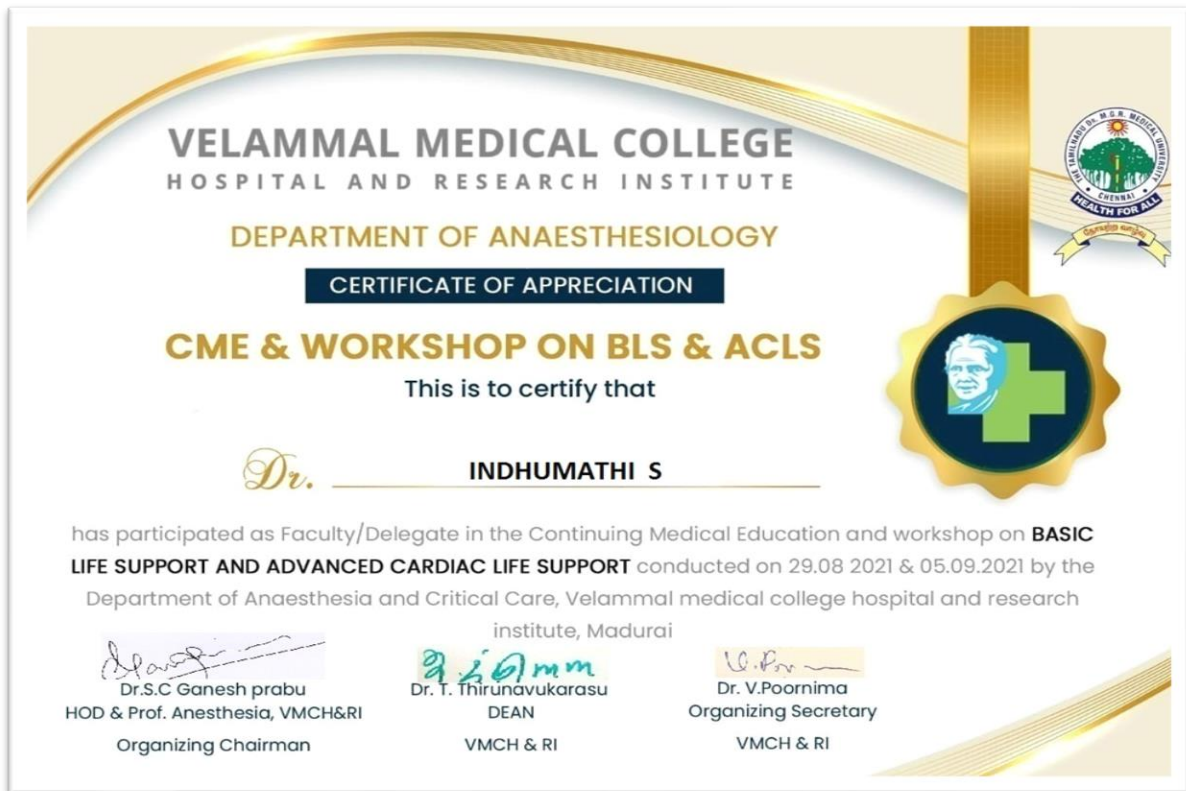 VELAMMAL MEDICAL COLLEGE
HOSPITAL AND RESEARCH INSTITUTE
THE TAMILNADU Dr. M.G.R. MEDICAL UNIVERSITY
CHENNAI
HEALTH FOR ALL
DEPARTMENT OF ANAESTHESIOLOGY
CERTIFICATE OF APPRECIATION
CME & WORKSHOP ON BLS & ACLS
This is to certify that
Dr. INDHUMATHI S
has participated as Faculty/Delegate in the Continuing Medical Education and workshop on BASIC
LIFE SUPPORT AND ADVANCED CARDIAC LIFE SUPPORT conducted on 29.08 2021 & 05.09.2021 by the
Department of Anaesthesia and Critical Care, Velammal medical college hospital and research
institute, Madurai
Dr.S.C Ganesh prabu
HOD & Prof. Anesthesia, VMCH&RI
Organizing Chairman
Dr. T. Thirunavukarasu
DEAN
VMCH & RI
Dr. V.Poornima
Organizing Secretary
VMCH & RI